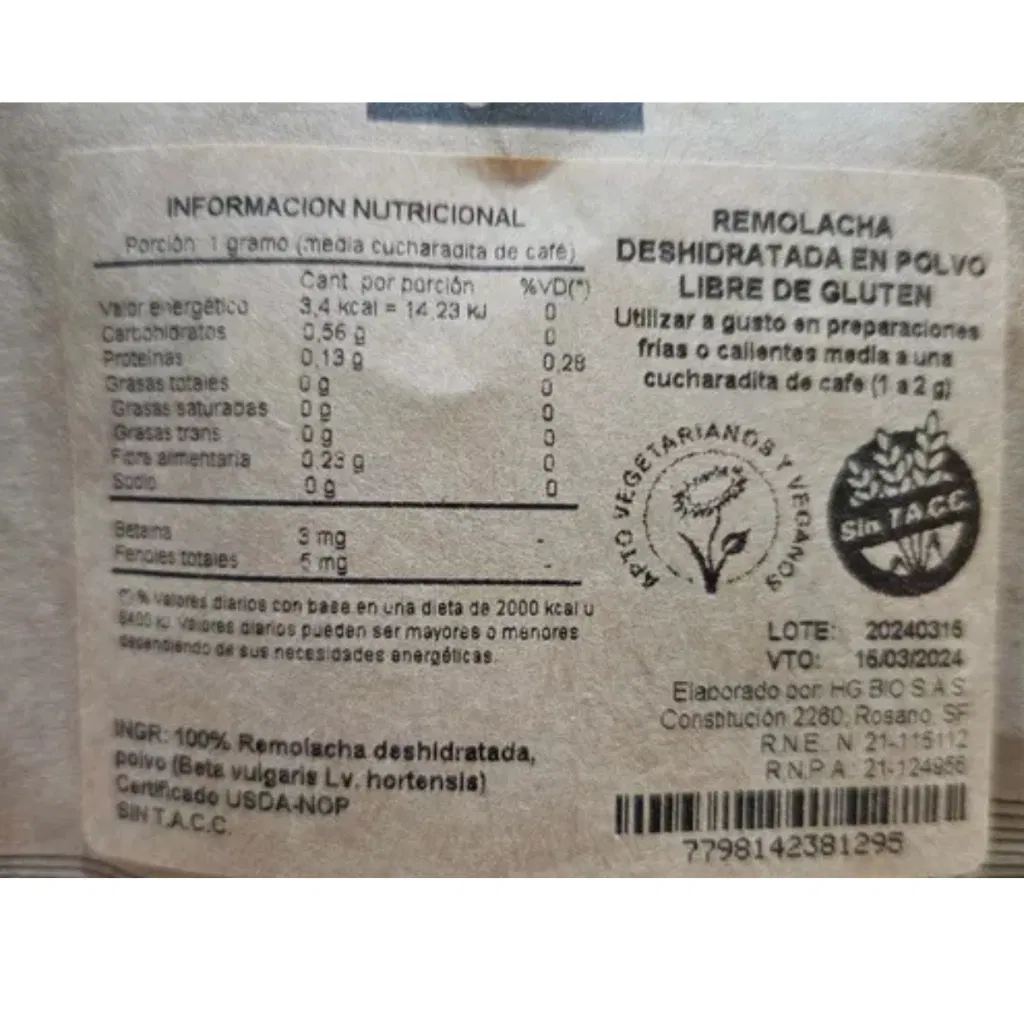 INFORMACION NUTRICIONAL
Porción: 1 gramo (media cucharadita de café)
Cant. por porción %VD(*)
Valor energético 3,4 kcal = 14,23 kJ 0
Carbohidratos 0,56 g 0
Proteínas 0,13 g 0,28
Grasas totales 0 g 0
Grasas saturadas 0 g 0
Grasas trans 0 g 0
Fibra alimentaria 0,23 g 0
Sodio 0 g 0
Betaina 3 mg -
Fenoles totales 5 mg -
(*) % Valores diarios con base en una dieta de 2000 kcal u
8400 kJ. Valores diarios pueden ser mayores o menores
dependiendo de sus necesidades energéticas.
INGR: 100% Remolacha deshidratada,
polvo (Beta vulgaris L.v. hortensis)
Certificado USDA-NOP
SIN T.A.C.C.
REMOLACHA
DESHIDRATADA EN POLVO
LIBRE DE GLUTEN
Utilizar a gusto en preparaciones
frías o calientes media a una
cucharadita de cafe (1 a 2 g)
APTO VEGETARIANOS Y VEGANOS
Sin T.A.C.C.
LOTE: 20240315
VTO: 15/03/2024
Elaborado por: HG BIO S.A.S
Constitución 2260, Rosario, SF
R.N.E. N 21-115112
R.N.P.A: 21-124956
7798142381295